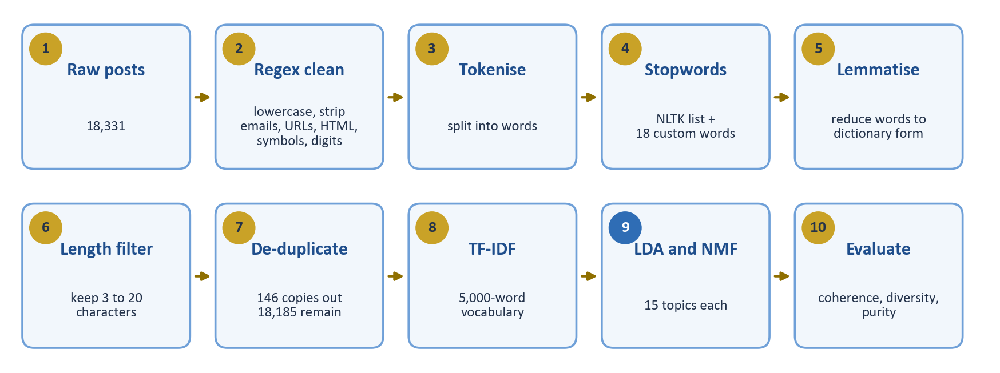 1
Raw posts
18,331
2
Regex clean
lowercase, strip
emails, URLs, HTML,
symbols, digits
3
Tokenise
split into words
4
Stopwords
NLTK list +
18 custom words
5
Lemmatise
reduce words to
dictionary form
6
Length filter
keep 3 to 20
characters
7
De-duplicate
146 copies out
18,185 remain
8
TF-IDF
5,000-word
vocabulary
9
LDA and NMF
15 topics each
10
Evaluate
coherence, diversity,
purity